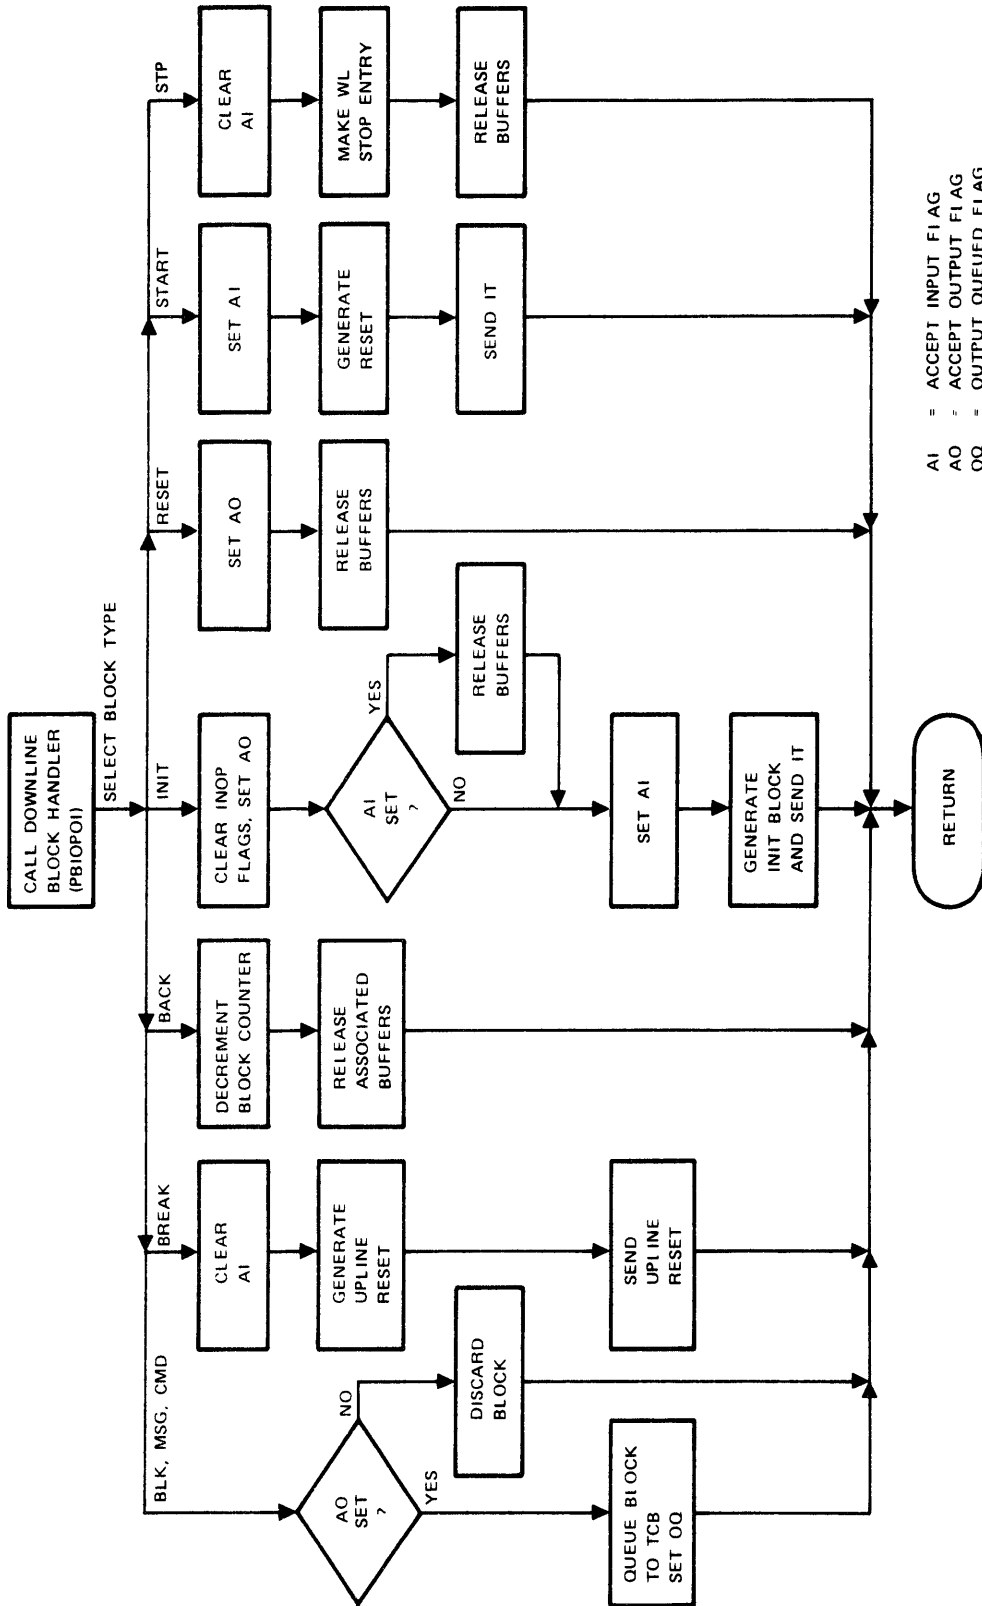 CALL DOWNLINE
BLOCK HANDLER
(PBIOPOI)
SELECT BLOCK TYPE
BLK, MSG, CMD
BREAK
BACK
INIT
RESET
START
STP
AO
SET
?
NO
YES
DISCARD
BLOCK
QUEUE BLOCK
TO TCB
SET OQ
CLEAR
AI
GENERATE
UPLINE
RESET
SEND
UPLINE
RESET
DECREMENT
BLOCK COUNTER
RELEASE
ASSOCIATED
BUFFERS
CLEAR INOP
FLAGS, SET AO
AI
SET
?
YES
NO
RELEASE
BUFFERS
SET AI
GENERATE
INIT BLOCK
AND SEND IT
SET AO
RELEASE
BUFFERS
SET AI
GENERATE
RESET
SEND IT
CLEAR
AI
MAKE WL
STOP ENTRY
RELEASE
BUFFERS
RETURN
AI = ACCEPT INPUT FLAG
AO = ACCEPT OUTPUT FLAG
OQ = OUTPUT QUEUED FLAG